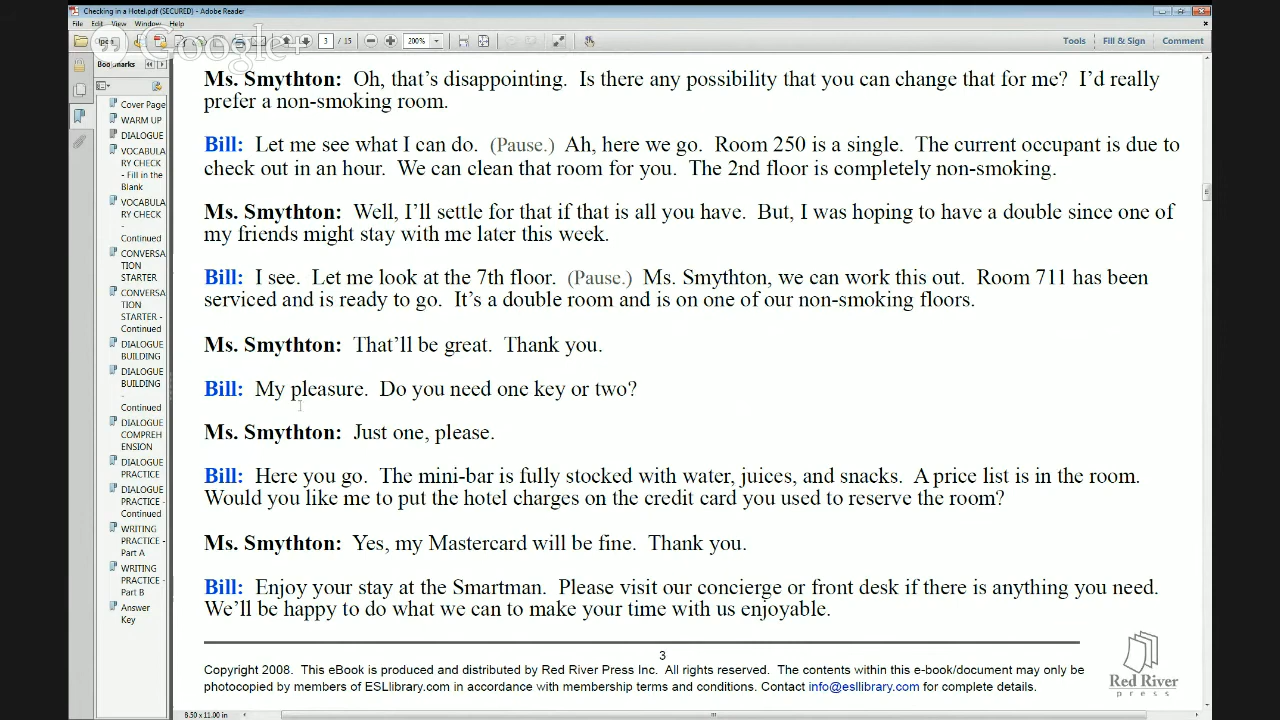 Checking in a Hotel.pdf (SECURED) - Adobe Reader
File Edit View Window Help
Open
Google+
3 / 15
200%
Tools Fill & Sign Comment
Bookmarks
Cover Page
WARM UP
DIALOGUE
VOCABULA
RY CHECK
- Fill in the
Blank
VOCABULA
RY CHECK
-
Continued
CONVERSA
TION
STARTER
CONVERSA
TION
STARTER -
Continued
DIALOGUE
BUILDING
DIALOGUE
BUILDING
-
Continued
DIALOGUE
COMPREH
ENSION
DIALOGUE
PRACTICE
DIALOGUE
PRACTICE -
Continued
WRITING
PRACTICE -
Part A
WRITING
PRACTICE -
Part B
Answer
Key
Ms. Smythton: Oh, that's disappointing. Is there any possibility that you can change that for me? I'd really
prefer a non-smoking room.
Bill: Let me see what I can do. (Pause.) Ah, here we go. Room 250 is a single. The current occupant is due to
check out in an hour. We can clean that room for you. The 2nd floor is completely non-smoking.
Ms. Smythton: Well, I'll settle for that if that is all you have. But, I was hoping to have a double since one of
my friends might stay with me later this week.
Bill: I see. Let me look at the 7th floor. (Pause.) Ms. Smythton, we can work this out. Room 711 has been
serviced and is ready to go. It's a double room and is on one of our non-smoking floors.
Ms. Smythton: That'll be great. Thank you.
Bill: My pleasure. Do you need one key or two?
Ms. Smythton: Just one, please.
Bill: Here you go. The mini-bar is fully stocked with water, juices, and snacks. A price list is in the room.
Would you like me to put the hotel charges on the credit card you used to reserve the room?
Ms. Smythton: Yes, my Mastercard will be fine. Thank you.
Bill: Enjoy your stay at the Smartman. Please visit our concierge or front desk if there is anything you need.
We'll be happy to do what we can to make your time with us enjoyable.
3
Copyright 2008. This eBook is produced and distributed by Red River Press Inc. All rights reserved. The contents within this e-book/document may only be
photocopied by members of ESLlibrary.com in accordance with membership terms and conditions. Contact info@esllibrary.com for complete details.
Red River
press
8.50 x 11.00 in